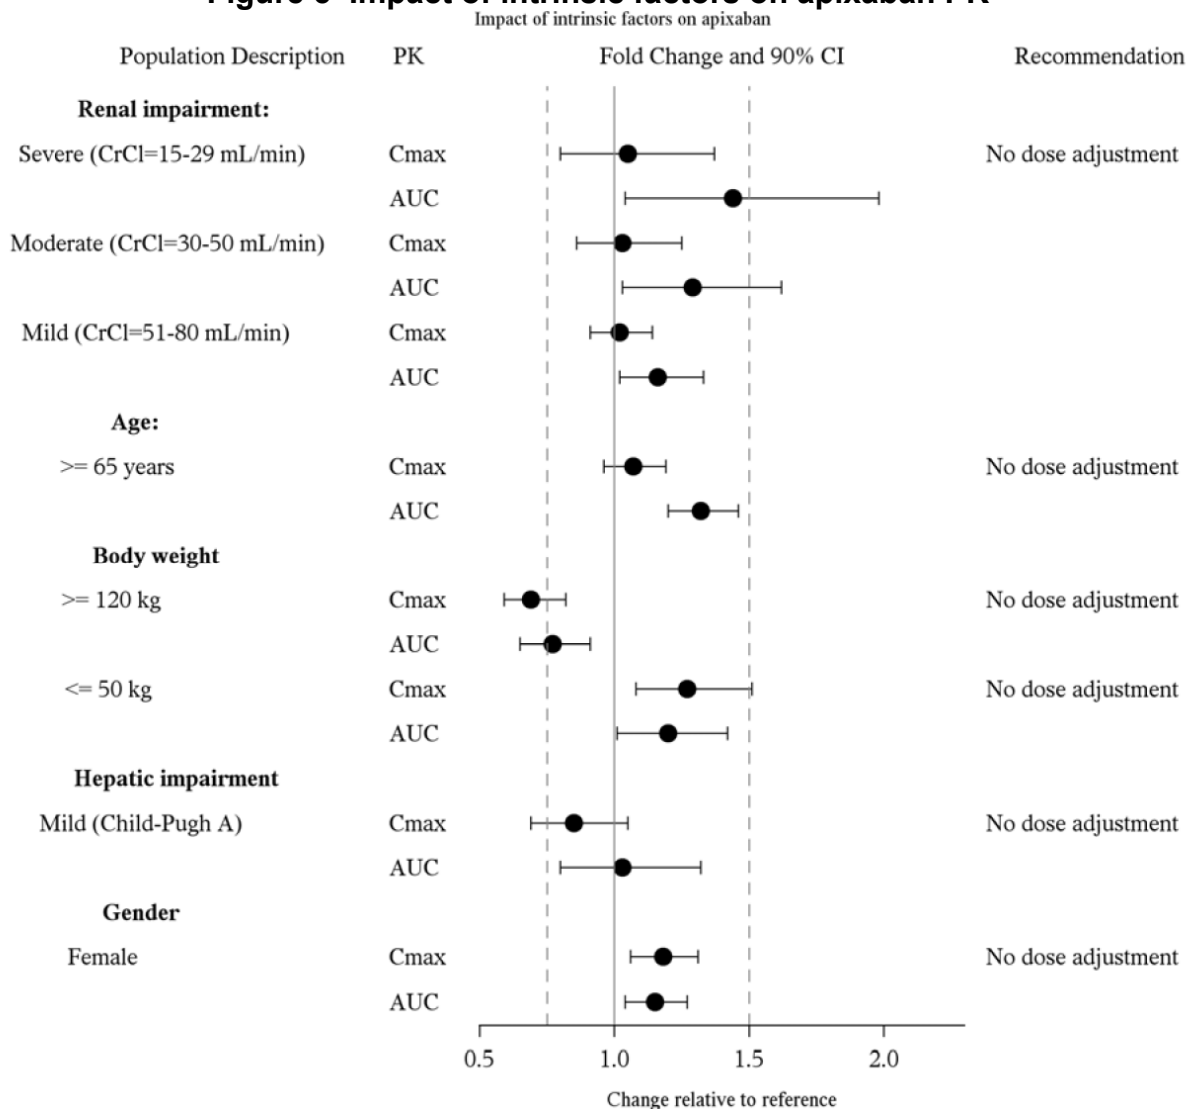 Impact of intrinsic factors on apixaban
Population Description PK Fold Change and 90% CI Recommendation
Renal impairment:
Severe (CrCl=15-29 mL/min) Cmax No dose adjustment
AUC
Moderate (CrCl=30-50 mL/min) Cmax
AUC
Mild (CrCl=51-80 mL/min) Cmax
AUC
Age:
>= 65 years Cmax No dose adjustment
AUC
Body weight
>= 120 kg Cmax No dose adjustment
AUC
<= 50 kg Cmax No dose adjustment
AUC
Hepatic impairment
Mild (Child-Pugh A) Cmax No dose adjustment
AUC
Gender
Female Cmax No dose adjustment
AUC
0.5 1.0 1.5 2.0
Change relative to reference